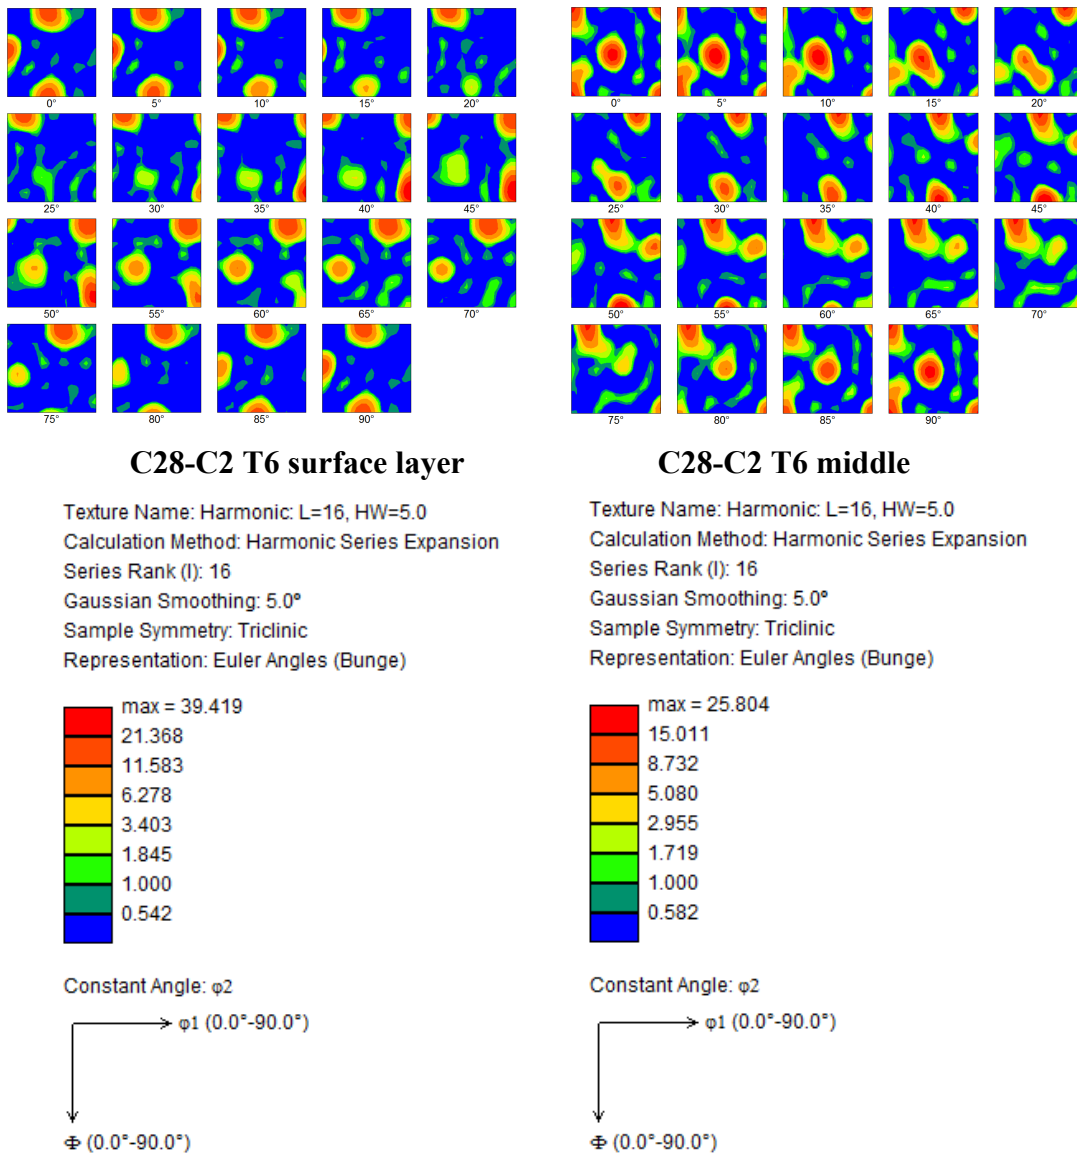 0° 5° 10° 15° 20°
25° 30° 35° 40° 45°
50° 55° 60° 65° 70°
75° 80° 85° 90°
C28-C2 T6 surface layer
Texture Name: Harmonic: L=16, HW=5.0
Calculation Method: Harmonic Series Expansion
Series Rank (l): 16
Gaussian Smoothing: 5.0°
Sample Symmetry: Triclinic
Representation: Euler Angles (Bunge)
max = 39.419
21.368
11.583
6.278
3.403
1.845
1.000
0.542
Constant Angle: φ2
φ1 (0.0°-90.0°)
Φ (0.0°-90.0°)
0° 5° 10° 15° 20°
25° 30° 35° 40° 45°
50° 55° 60° 65° 70°
75° 80° 85° 90°
C28-C2 T6 middle
Texture Name: Harmonic: L=16, HW=5.0
Calculation Method: Harmonic Series Expansion
Series Rank (l): 16
Gaussian Smoothing: 5.0°
Sample Symmetry: Triclinic
Representation: Euler Angles (Bunge)
max = 25.804
15.011
8.732
5.080
2.955
1.719
1.000
0.582
Constant Angle: φ2
φ1 (0.0°-90.0°)
Φ (0.0°-90.0°)